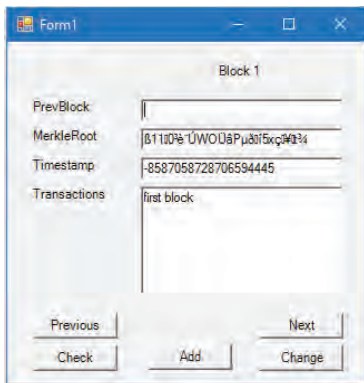 Form1
Block 1
PrevBlock
MerkleRoot
Timestamp -8587058728706594445
Transactions first block
Previous Next
Check Add Change